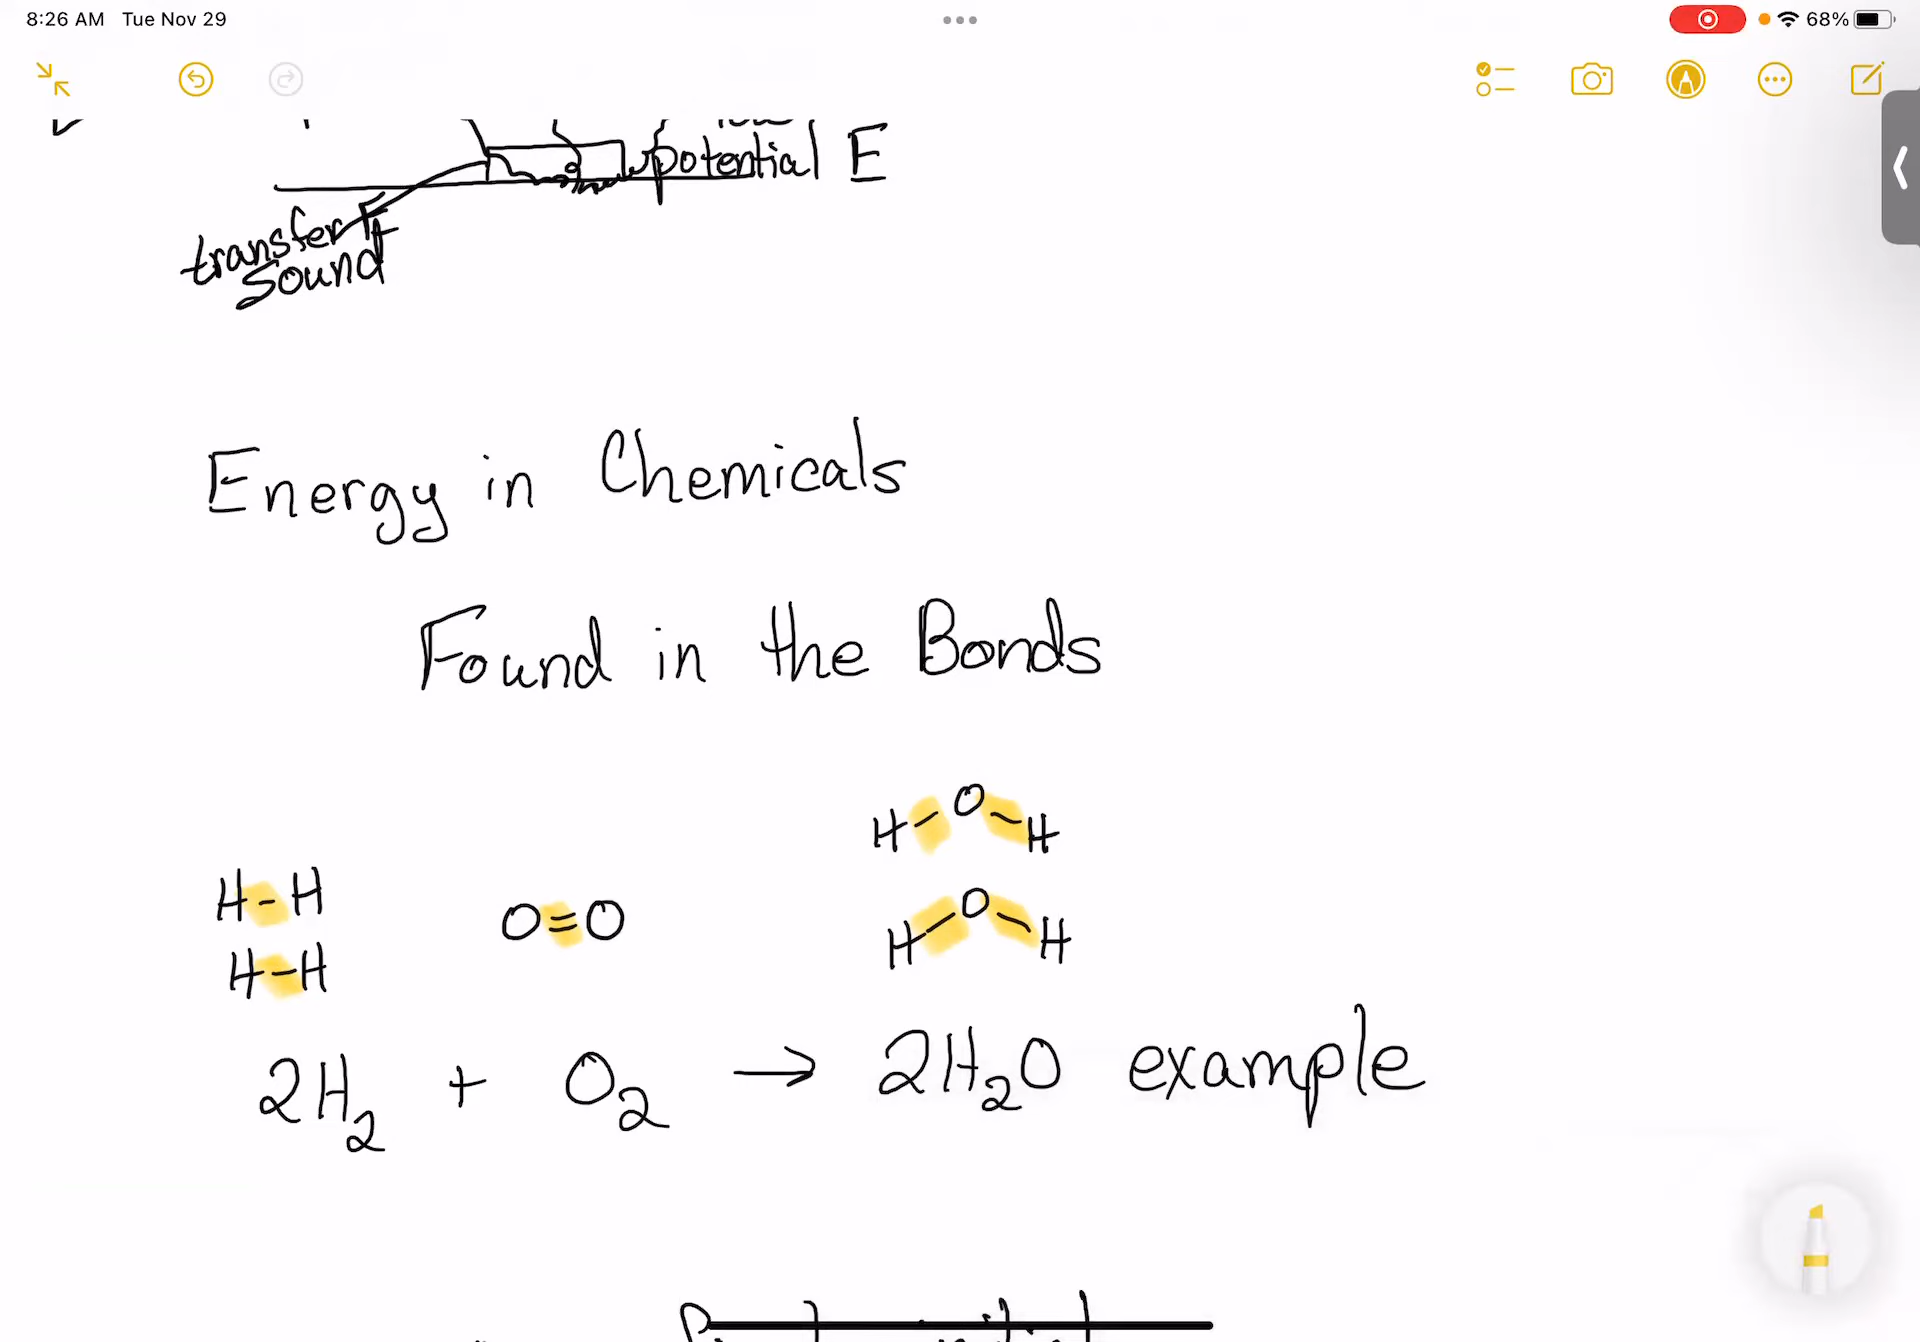 8:26 AM Tue Nov 29
68%
potential E
transfer
sound
Energy in Chemicals
Found in the Bonds
H-O-H
H-H
O=O
H-O-H
H-H
2H₂ + O₂ → 2H₂O example